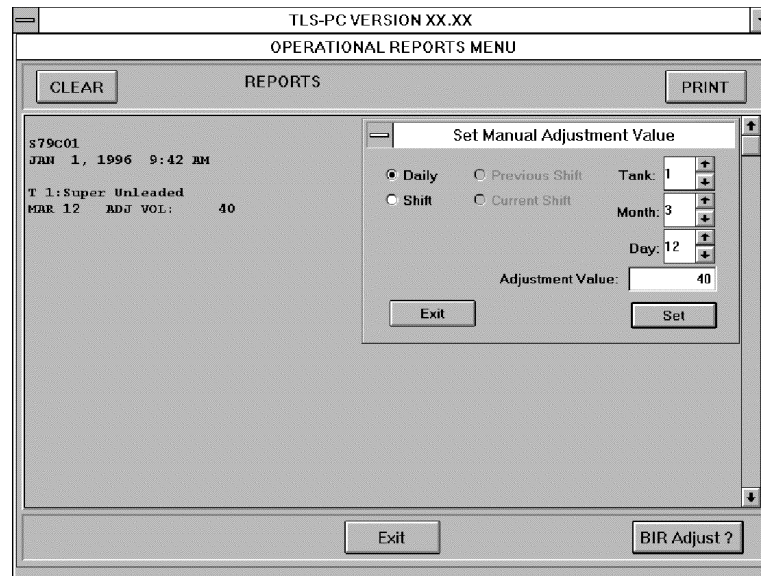 TLS-PC VERSION XX.XX
OPERATIONAL REPORTS MENU
CLEAR
REPORTS
PRINT
S79C01
JAN 1, 1996 9:42 AM
T 1:Super Unleaded
MAR 12 ADJ VOL: 40
Set Manual Adjustment Value
Daily Previous Shift Tank: 1
Shift Current Shift
Month: 3
Day: 12
Adjustment Value: 40
Exit Set
Exit BIR Adjust ?